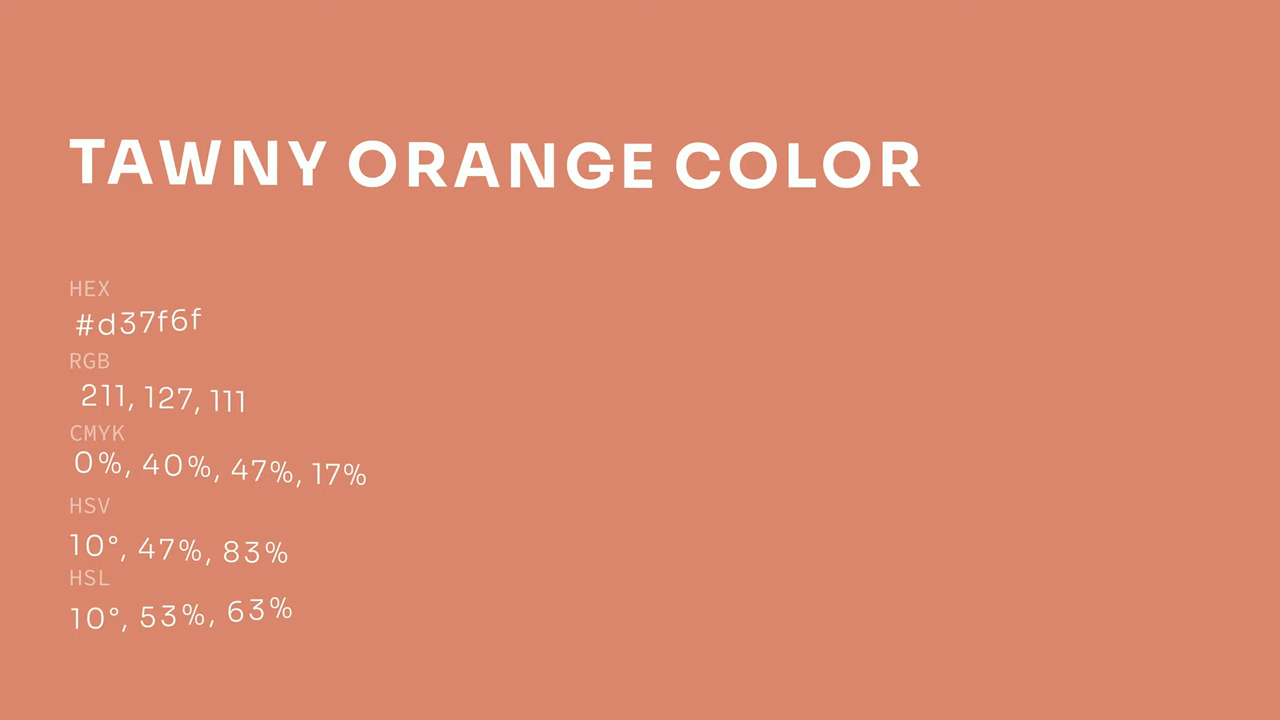 TAWNY ORANGE COLOR
HEX
#d37f6f
RGB
211, 127, 111
CMYK
0%, 40%, 47%, 17%
HSV
10°, 47%, 83%
HSL
10°, 53%, 63%